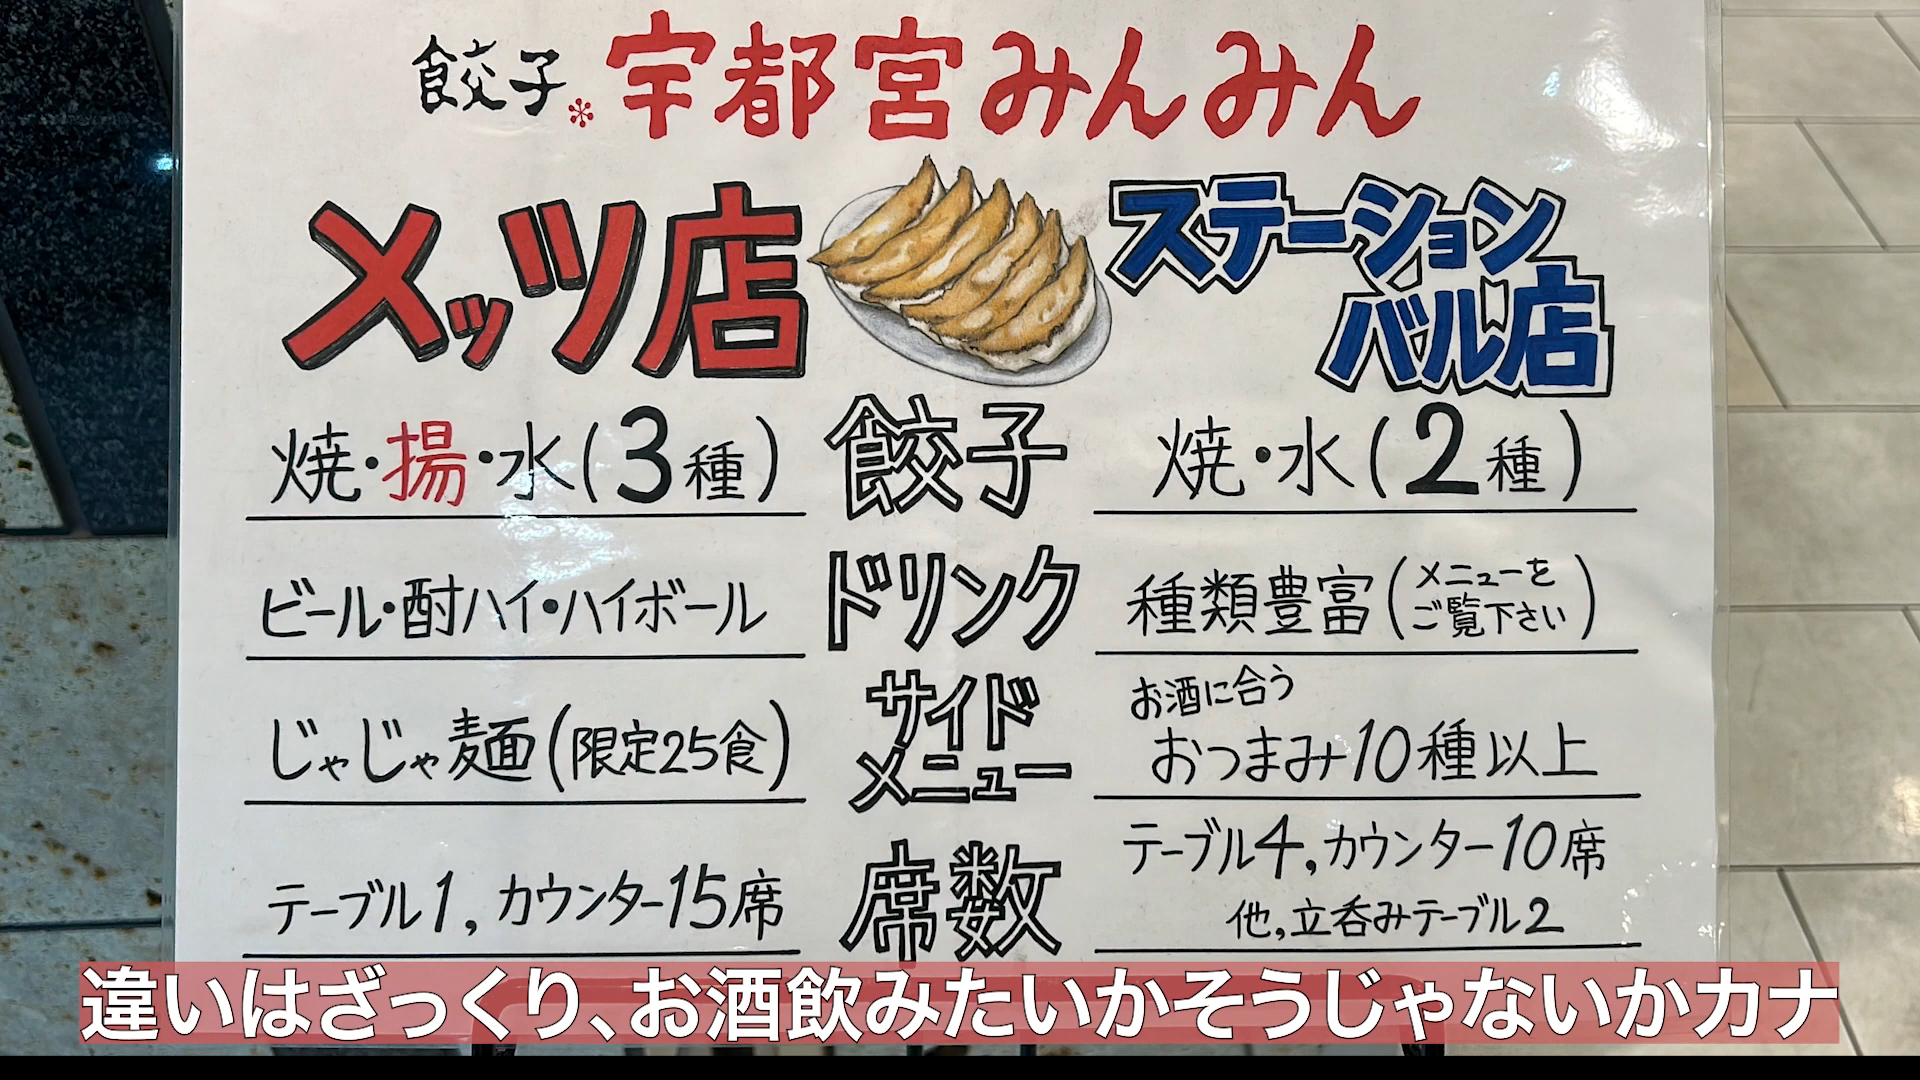 餃子 宇都宮みんみん
メッツ店
ステーション
バル店
焼・揚・水(3種) 餃子 焼・水(2種)
ビール・酎ハイ・ハイボール ドリンク 種類豊富(メニューをご覧下さい)
じゃじゃ麺(限定25食) サイドメニュー お酒に合う
おつまみ10種以上
テーブル1,カウンター15席 席数 テーブル4,カウンター10席
他,立呑みテーブル2
違いはざっくり、お酒飲みたいかそうじゃないかカナ